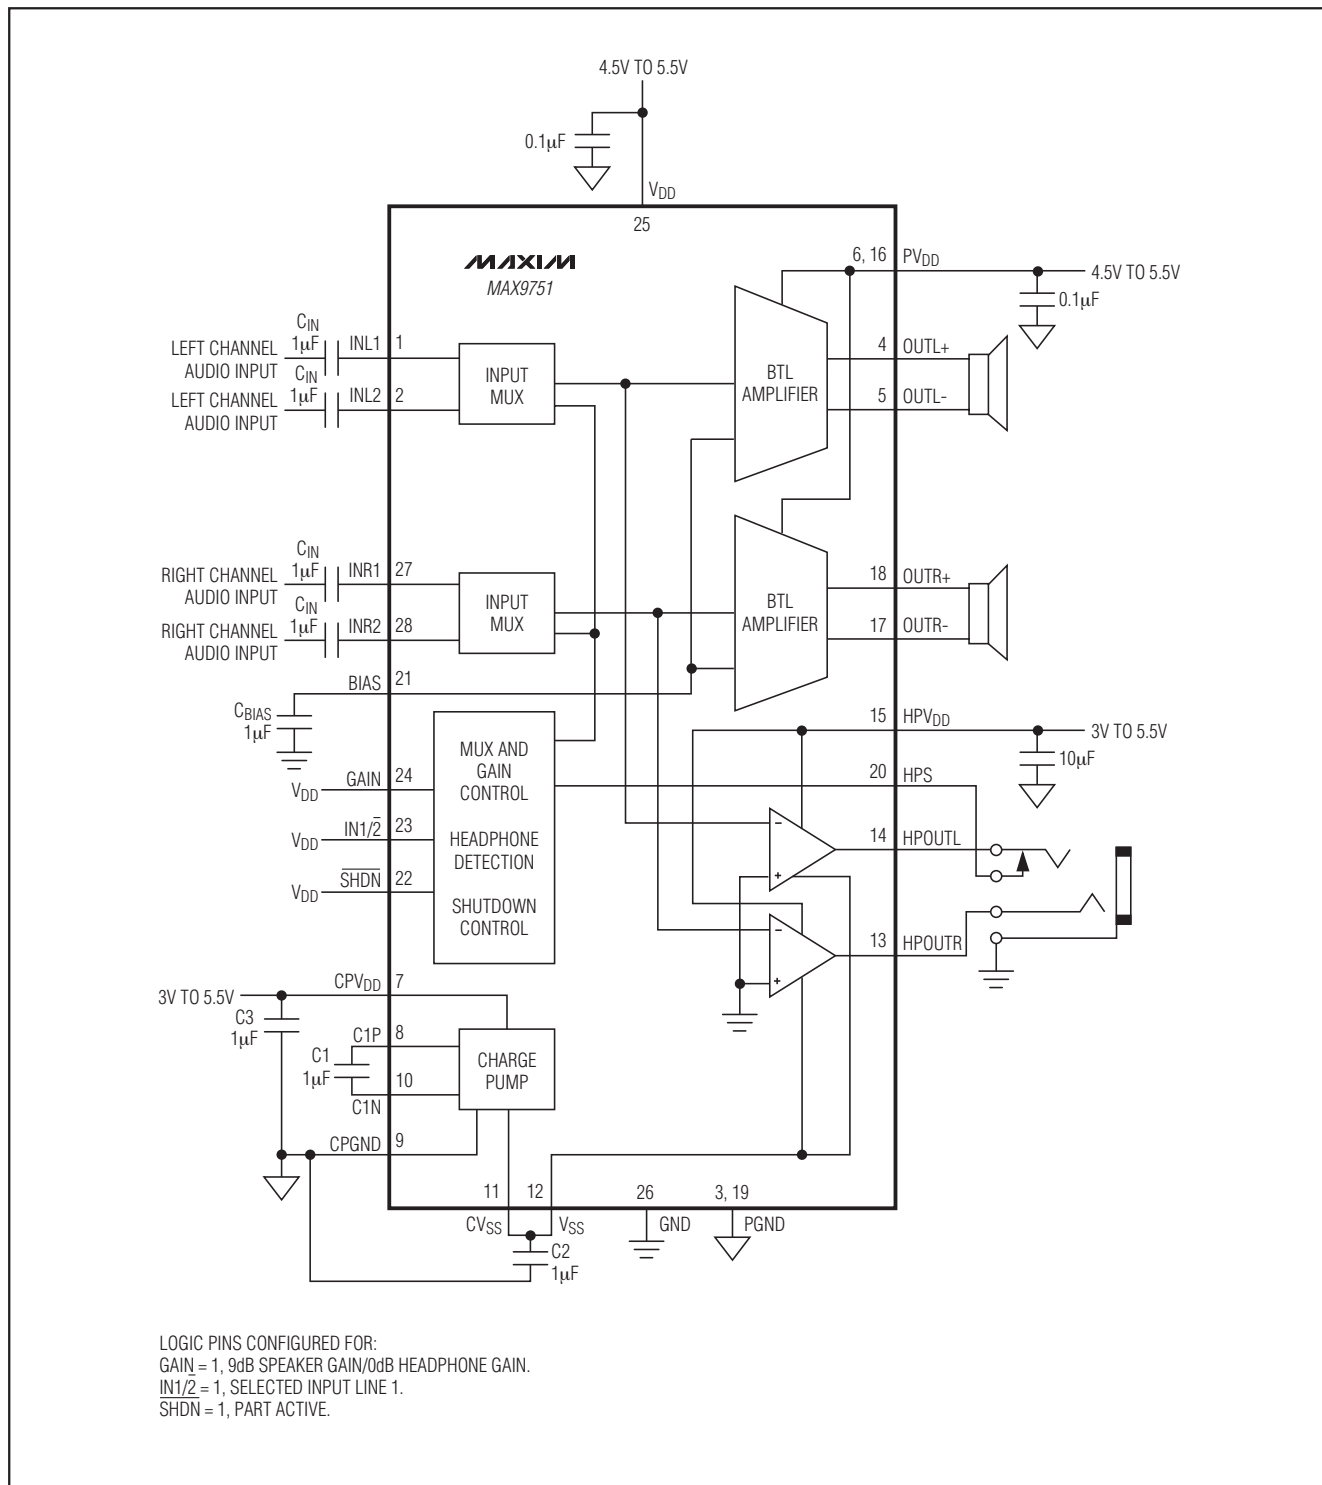 4.5V TO 5.5V
0.1μF
VDD
25
MAXIM
MAX9751
6, 16
PVDD
4.5V TO 5.5V
0.1μF
CIN
1μF
LEFT CHANNEL
AUDIO INPUT
INL1
1
CIN
1μF
LEFT CHANNEL
AUDIO INPUT
INL2
2
INPUT
MUX
BTL
AMPLIFIER
4
OUTL+
5
OUTL-
CIN
1μF
RIGHT CHANNEL
AUDIO INPUT
INR1
27
CIN
1μF
RIGHT CHANNEL
AUDIO INPUT
INR2
28
INPUT
MUX
BTL
AMPLIFIER
18
OUTR+
17
OUTR-
BIAS
21
CBIAS
1μF
15
HPVDD
3V TO 5.5V
10μF
MUX AND
GAIN
CONTROL
HEADPHONE
DETECTION
SHUTDOWN
CONTROL
VDD
GAIN
24
VDD
IN1/2̅
23
VDD
S̅H̅D̅N̅
22
20
HPS
−
+
14
HPOUTL
−
+
13
HPOUTR
3V TO 5.5V
CPVDD
7
C3
1μF
C1P
8
C1
1μF
10
C1N
CHARGE
PUMP
CPGND
9
11
12
26
3, 19
CVSS
VSS
GND
PGND
C2
1μF
LOGIC PINS CONFIGURED FOR:
GAIN = 1, 9dB SPEAKER GAIN/0dB HEADPHONE GAIN.
IN1/2̅ = 1, SELECTED INPUT LINE 1.
S̅H̅D̅N̅ = 1, PART ACTIVE.